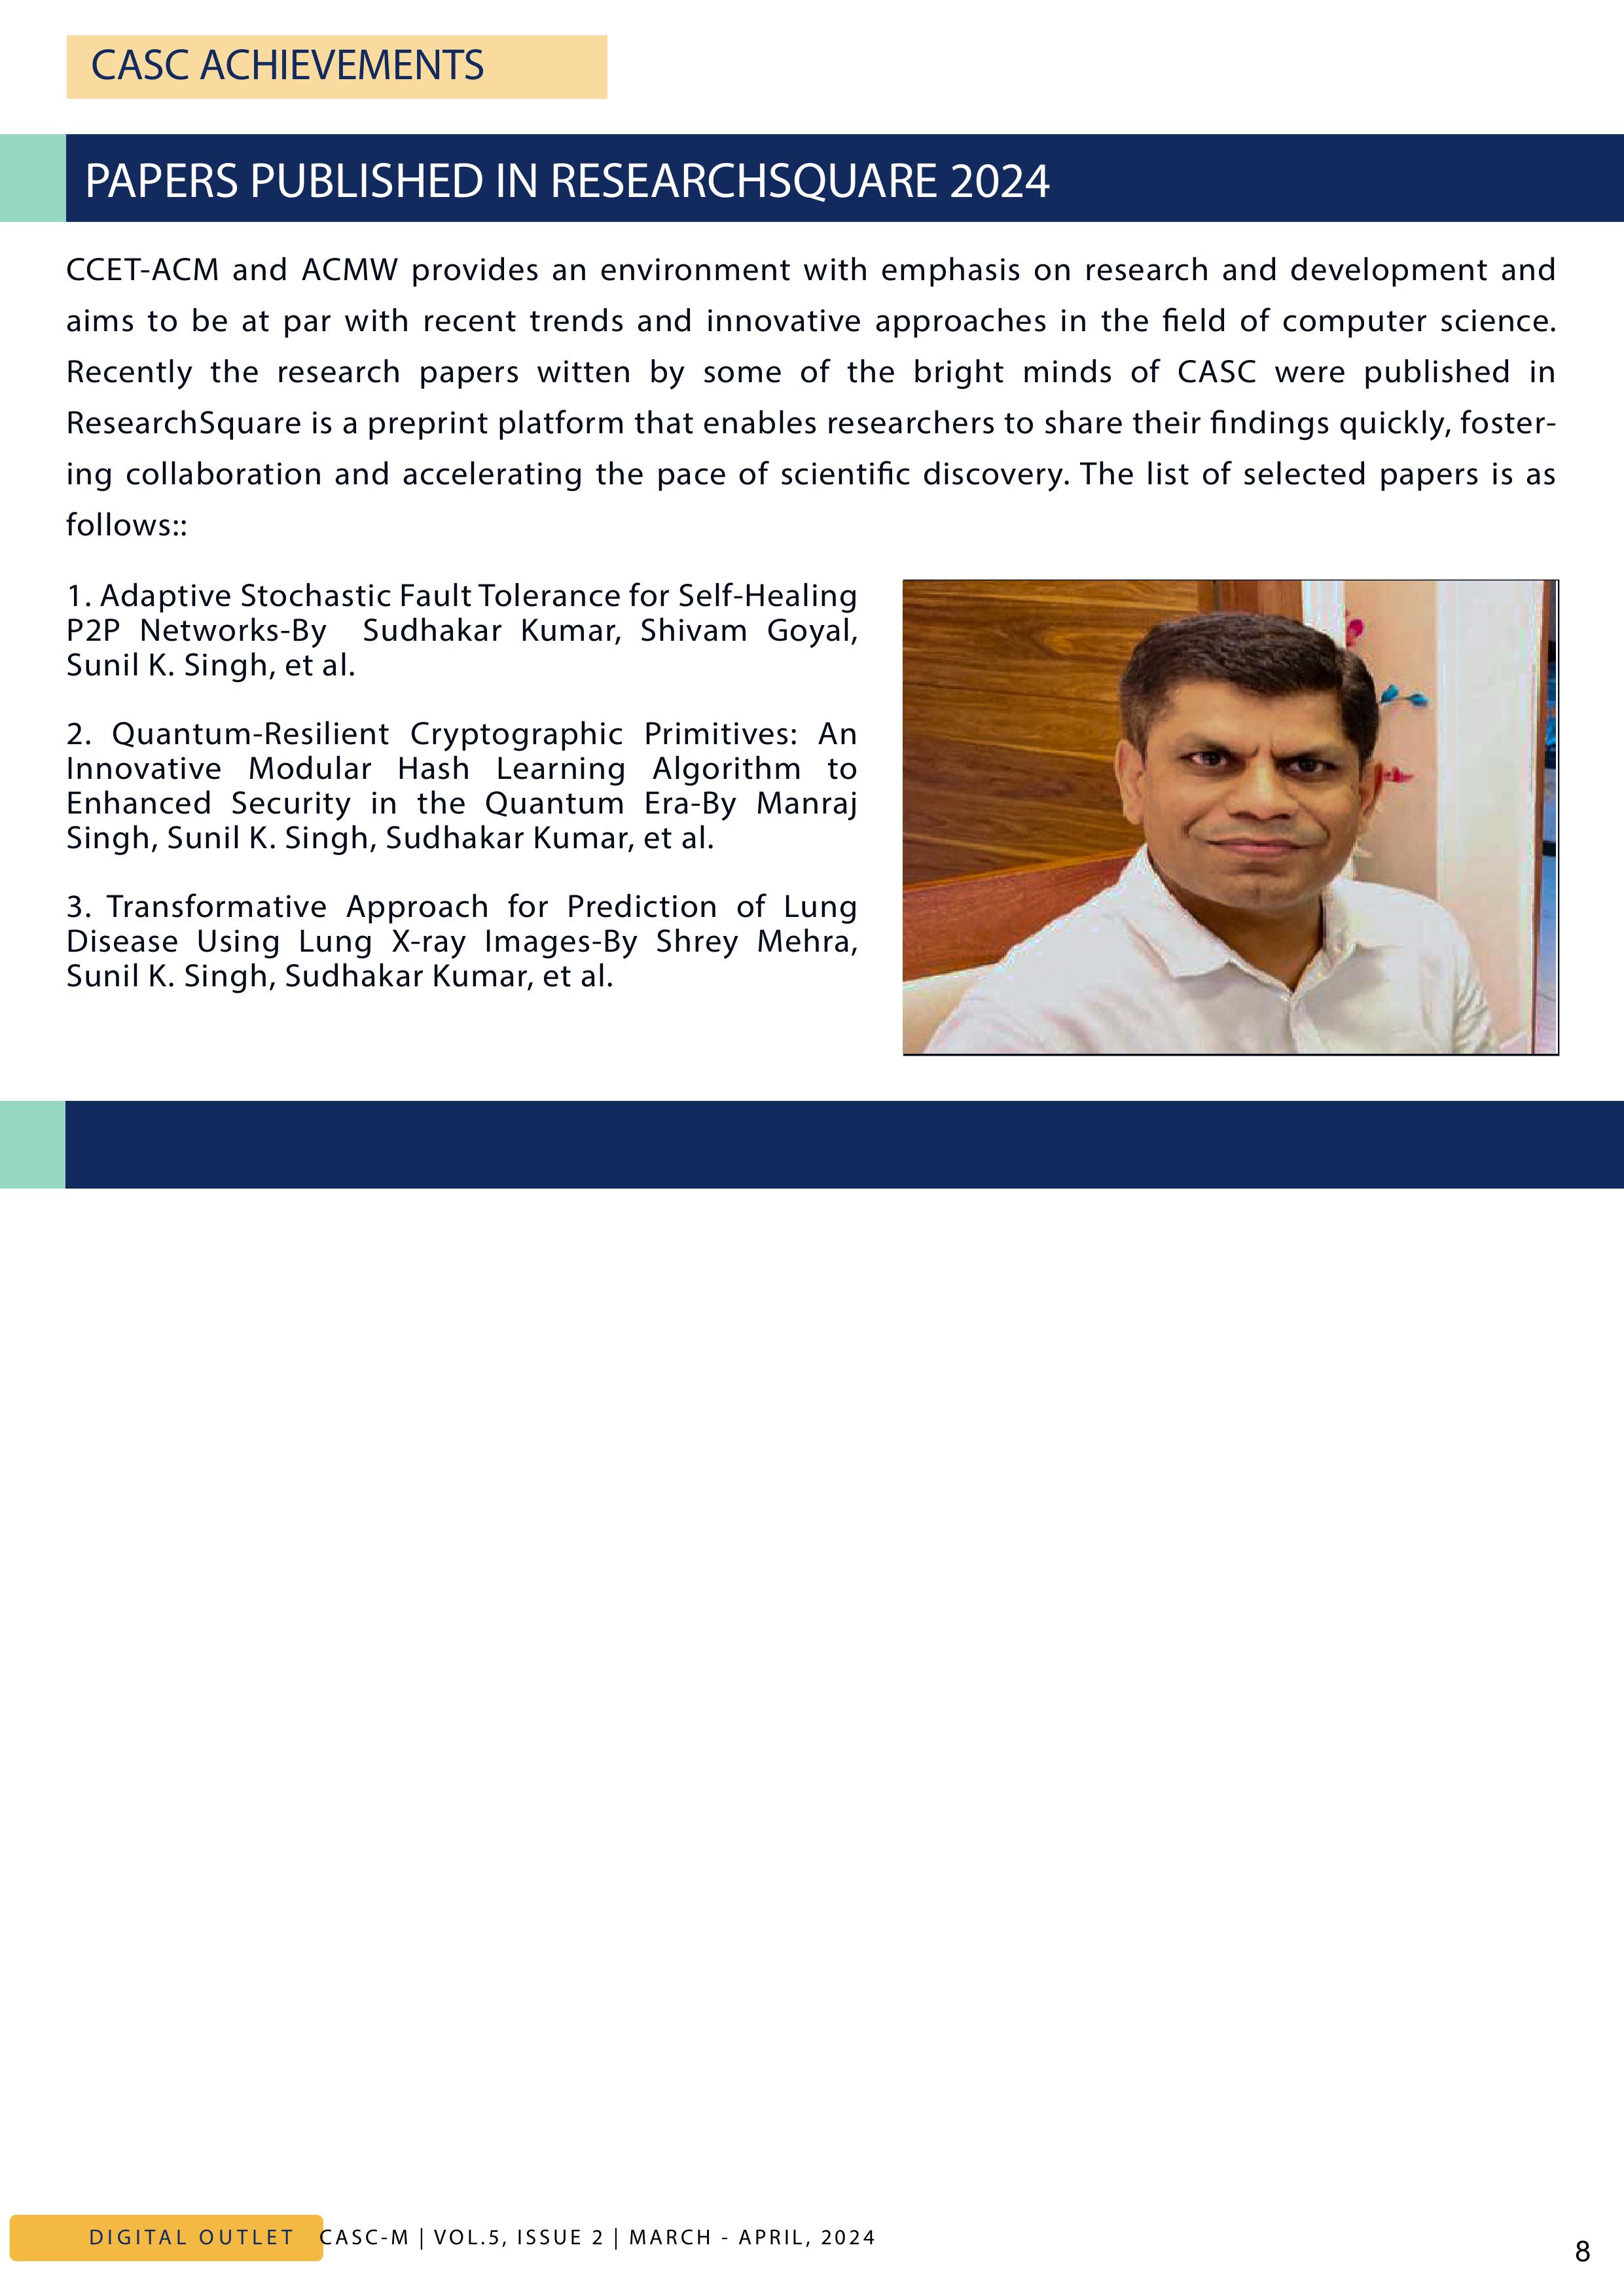 CASC ACHIEVEMENTS
PAPERS PUBLISHED IN RESEARCHSQUARE 2024
CCET-ACM and ACMW provides an environment with emphasis on research and development and
aims to be at par with recent trends and innovative approaches in the field of computer science.
Recently the research papers witten by some of the bright minds of CASC were published in
ResearchSquare is a preprint platform that enables researchers to share their findings quickly, foster-
ing collaboration and accelerating the pace of scientific discovery. The list of selected papers is as
follows::
1. Adaptive Stochastic Fault Tolerance for Self-Healing
P2P Networks-By Sudhakar Kumar, Shivam Goyal,
Sunil K. Singh, et al.
2. Quantum-Resilient Cryptographic Primitives: An
Innovative Modular Hash Learning Algorithm to
Enhanced Security in the Quantum Era-By Manraj
Singh, Sunil K. Singh, Sudhakar Kumar, et al.
3. Transformative Approach for Prediction of Lung
Disease Using Lung X-ray Images-By Shrey Mehra,
Sunil K. Singh, Sudhakar Kumar, et al.
DIGITAL OUTLET CASC-M | VOL.5, ISSUE 2 | MARCH - APRIL, 2024
8